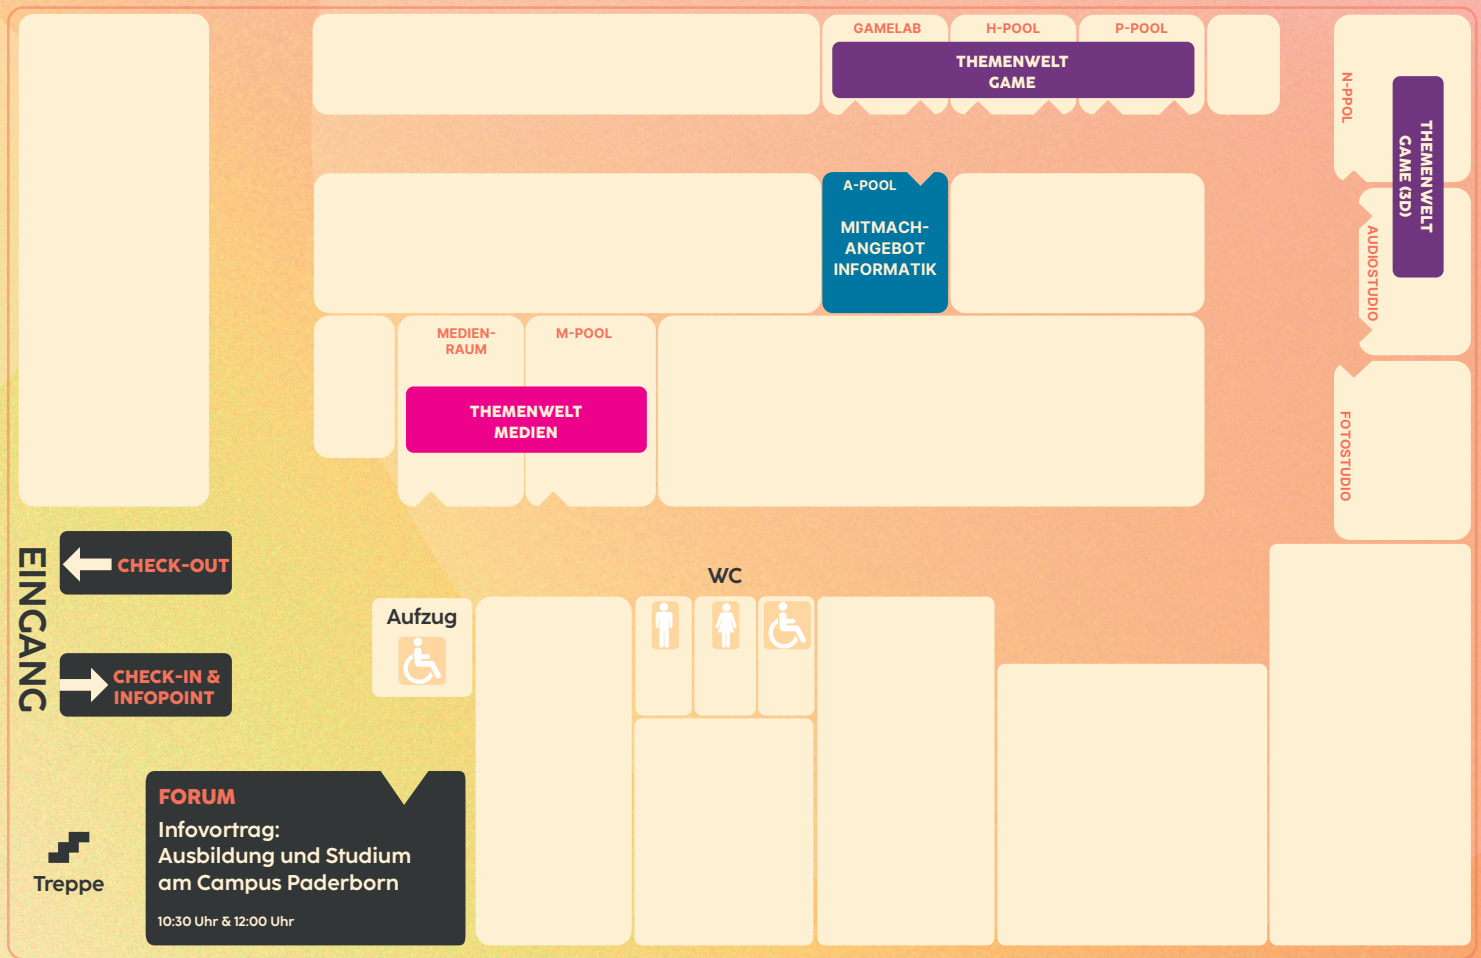 GAMELAB
H-POOL
P-POOL
THEMENWELT
GAME
N-PPOL
THEMENWELT
GAME (3D)
A-POOL
MITMACH-
ANGEBOT
INFORMATIK
AUDIOSTUDIO
MEDIEN-
RAUM
M-POOL
THEMENWELT
MEDIEN
FOTOSTUDIO
EINGANG
CHECK-OUT
CHECK-IN &
INFOPOINT
Aufzug
WC
FORUM
Infovortrag:
Ausbildung und Studium
am Campus Paderborn
10:30 Uhr & 12:00 Uhr
Treppe